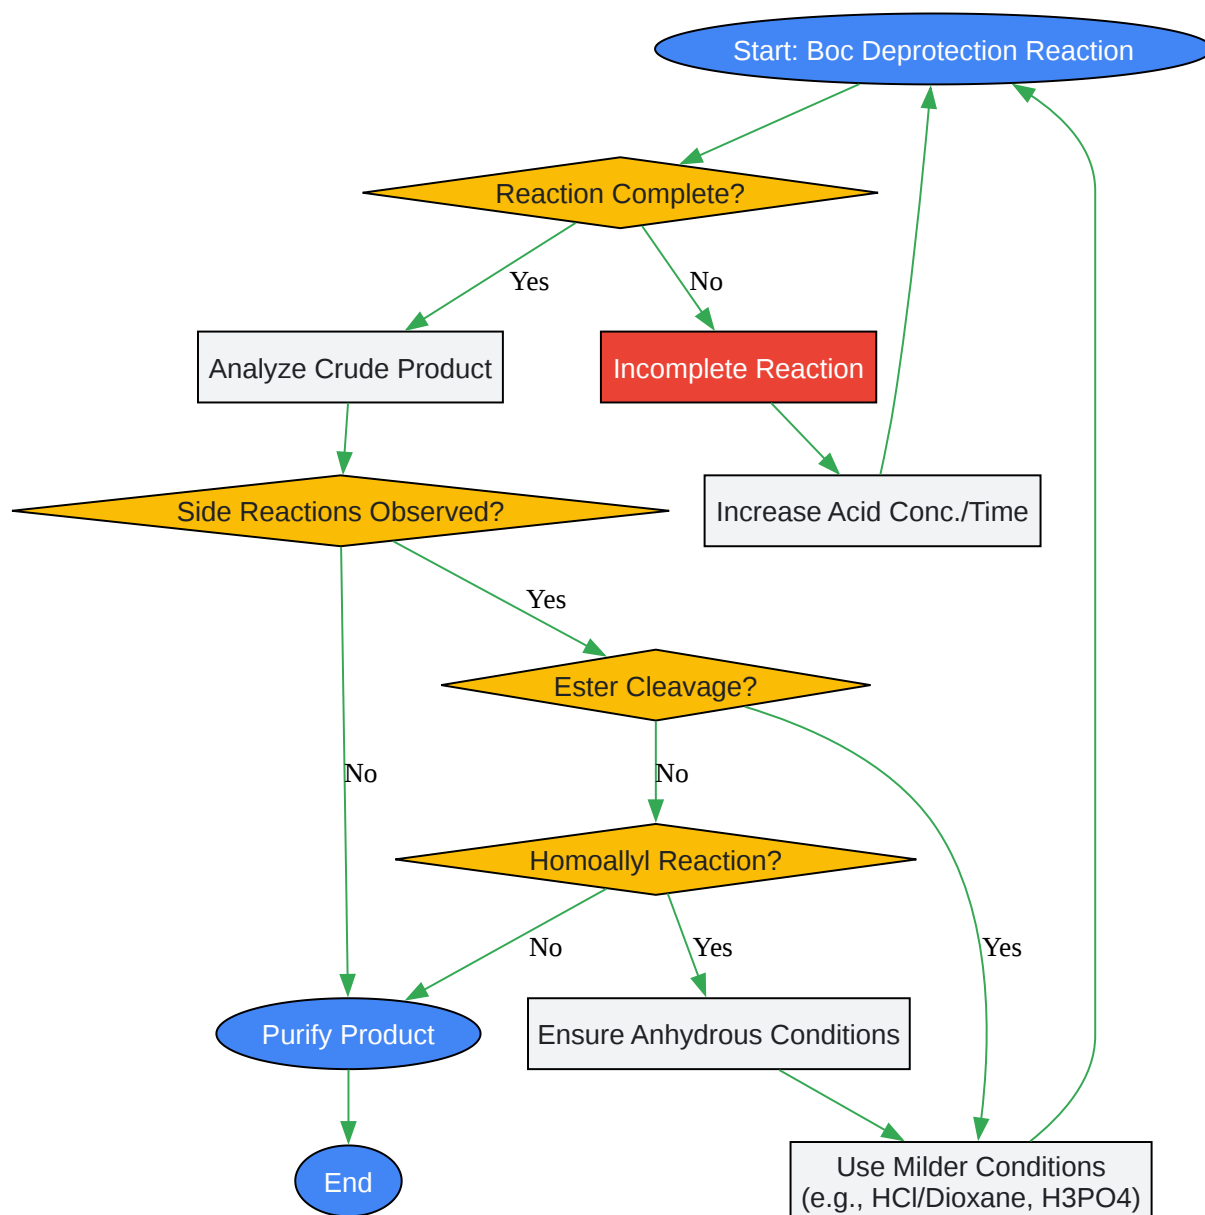 Start: Boc Deprotection Reaction
Reaction Complete?
Yes
No
Analyze Crude Product
Incomplete Reaction
Side Reactions Observed?
Increase Acid Conc./Time
Yes
Ester Cleavage?
No
No
Homoallyl Reaction?
No
Yes
Yes
Purify Product
Ensure Anhydrous Conditions
End
Use Milder Conditions
(e.g., HCl/Dioxane, H3PO4)